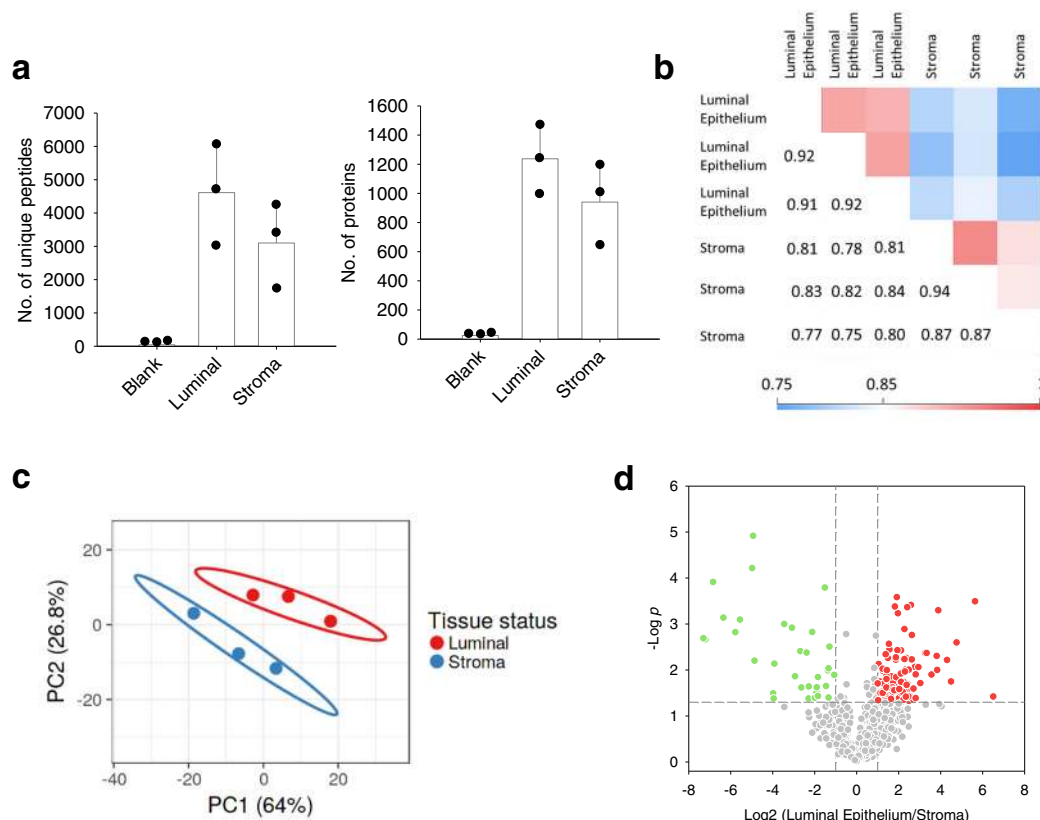 a
7000
6000
5000
4000
3000
2000
1000
0
No. of unique peptides
Blank
Luminal
Stroma
1600
1400
1200
1000
800
600
400
200
0
No. of proteins
Blank
Luminal
Stroma
b
Luminal Epithelium
Luminal Epithelium
Luminal Epithelium
Stroma
Stroma
Stroma
Luminal
Epithelium
Luminal
Epithelium
0.92
Luminal
Epithelium
0.91 0.92
Stroma
0.81 0.78 0.81
Stroma
0.83 0.82 0.84 0.94
Stroma
0.77 0.75 0.80 0.87 0.87
0.75 0.85
c
20
0
-20
PC2 (26.8%)
-40 -20 0 20
PC1 (64%)
Tissue status
Luminal
Stroma
d
6
5
4
3
2
1
0
-Log p
-8 -6 -4 -2 0 2 4 6 8
Log2 (Luminal Epithelium/Stroma)